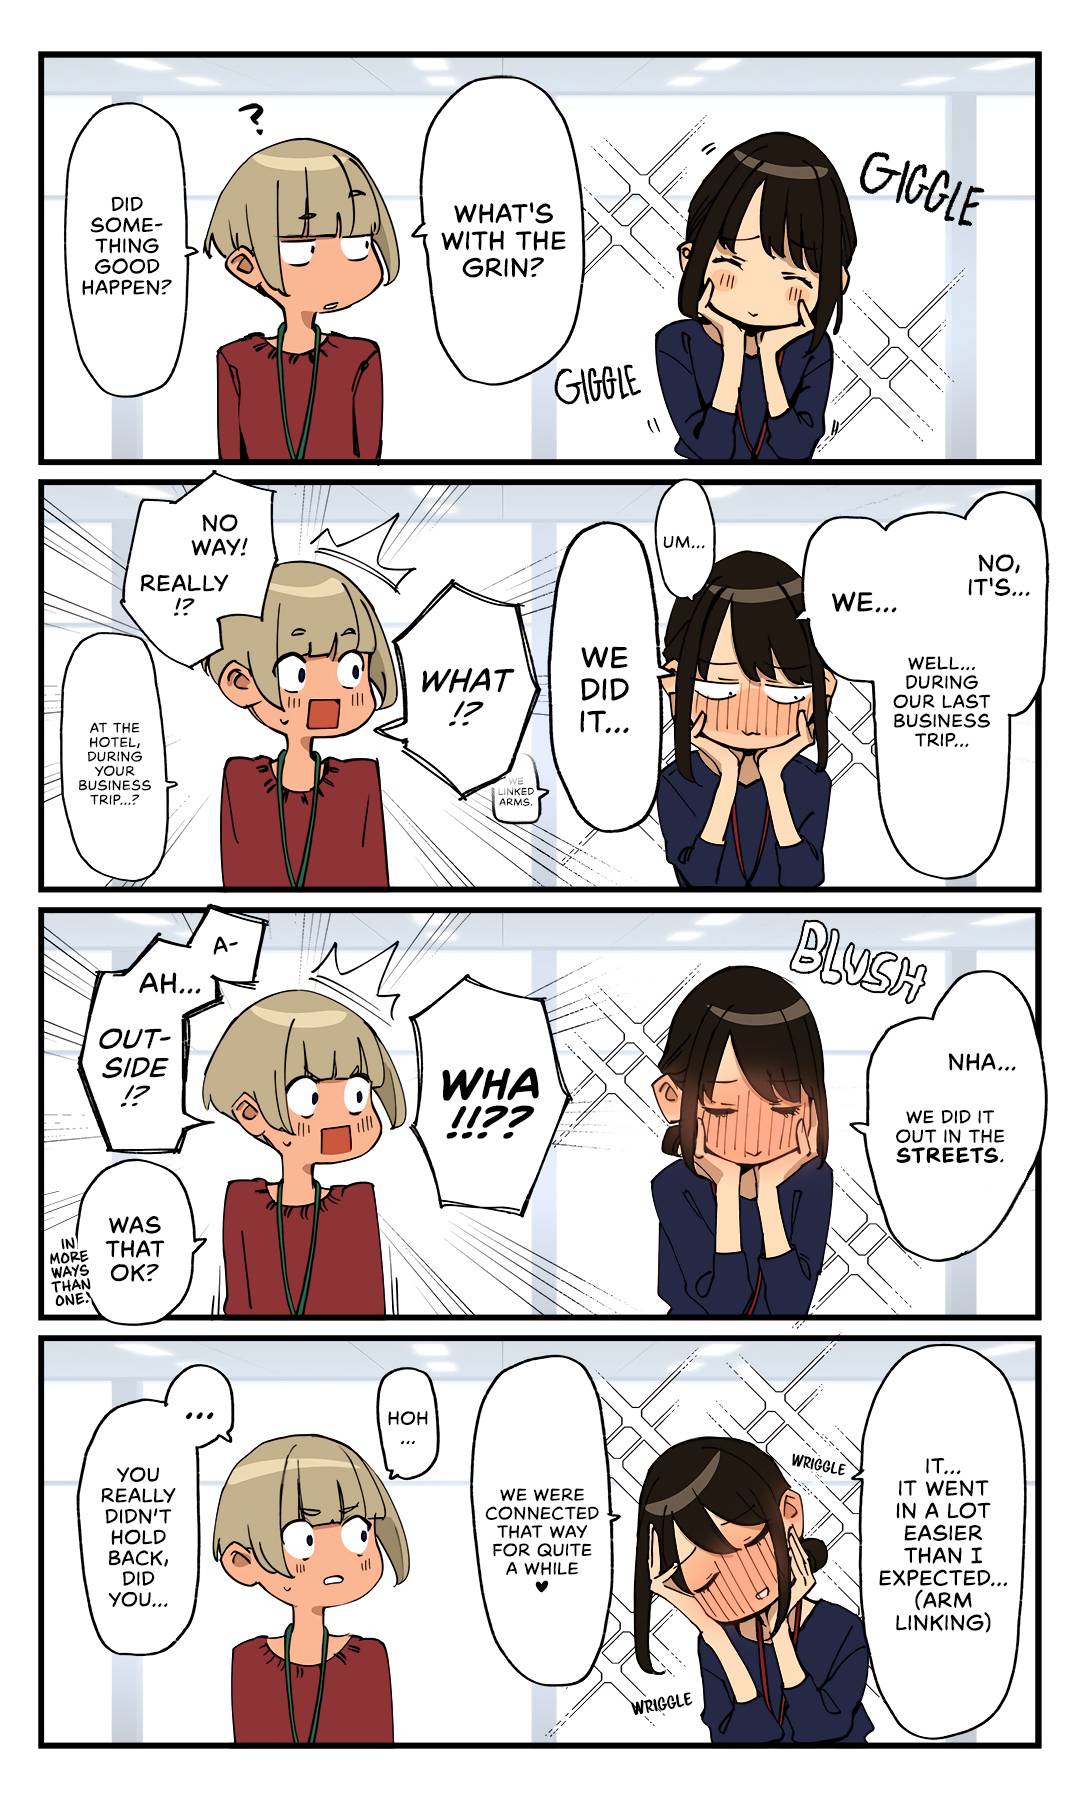 GIGGLE
WHAT'S
WITH THE
GRIN?
GIGGLE
?
DID
SOME-
THING
GOOD
HAPPEN?
NO,
IT'S...
WE...
WELL...
DURING
OUR LAST
BUSINESS
TRIP...
UM...
WE
DID
IT...
WE
LINKED
ARMS.
WHAT
!?
NO
WAY!
REALLY
!?
AT THE
HOTEL,
DURING
YOUR
BUSINESS
TRIP...?
BLUSH
NHA...
WE DID IT
OUT IN THE
STREETS.
WHA
!!??
A-
AH...
OUT-
SIDE
!?
WAS
THAT
OK?
IN
MORE
WAYS
THAN
ONE.
IT...
IT WENT
IN A LOT
EASIER
THAN I
EXPECTED...
(ARM
LINKING)
WRIGGLE
WRIGGLE
WE WERE
CONNECTED
THAT WAY
FOR QUITE
A WHILE
♥
HOH
...
...
YOU
REALLY
DIDN'T
HOLD
BACK,
DID
YOU...